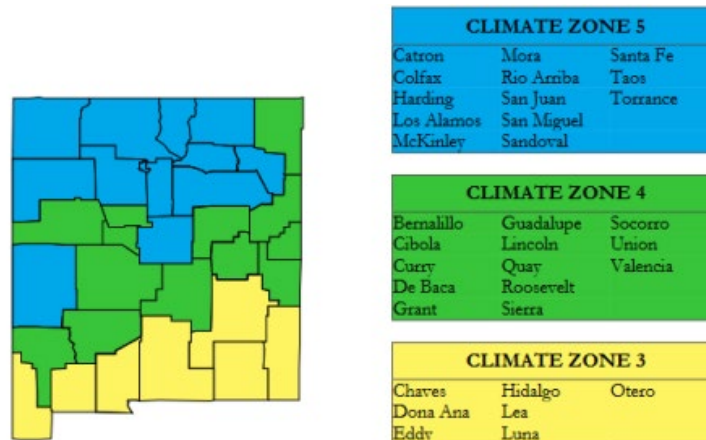 CLIMATE ZONE 5
Catron Mora Santa Fe
Colfax Rio Arriba Taos
Harding San Juan Torrance
Los Alamos San Miguel
McKinley Sandoval
CLIMATE ZONE 4
Bernalillo Guadalupe Socorro
Cibola Lincoln Union
Curry Quay Valencia
De Baca Roosevelt
Grant Sierra
CLIMATE ZONE 3
Chaves Hidalgo Otero
Dona Ana Lea
Eddy Luna